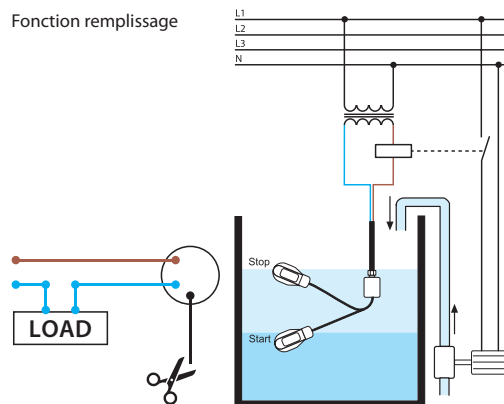 Fonction remplissage
L1
L2
L3
N
Stop
Start
LOAD